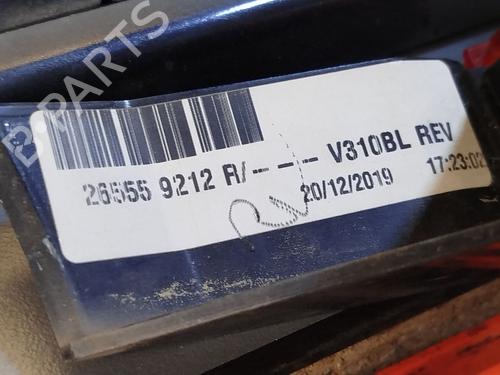 B-PARTS
26555 9212 R/- - - V310BL REV
20/12/2019 17:23:02